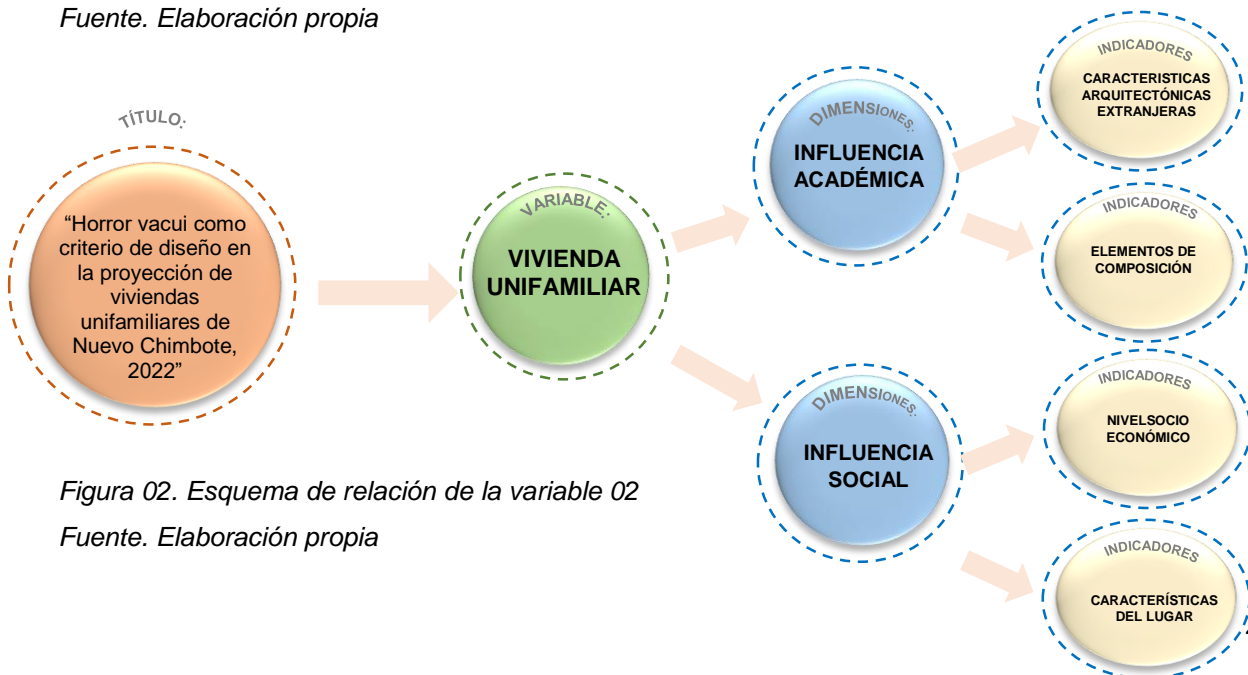 Fuente. Elaboración propia
TÍTULO:
“Horror vacui como
criterio de diseño en
la proyección de
viviendas
unifamiliares de
Nuevo Chimbote,
2022”
VARIABLE:
VIVIENDA
UNIFAMILIAR
DIMENSIONES:
INFLUENCIA
ACADÉMICA
INDICADORES
CARACTERISTICAS
ARQUITECTÓNICAS
EXTRANJERAS
INDICADORES
ELEMENTOS DE
COMPOSICIÓN
DIMENSIONES:
INFLUENCIA
SOCIAL
INDICADORES
NIVELSOCIO
ECONÓMICO
INDICADORES
CARACTERÍSTICAS
DEL LUGAR
Figura 02. Esquema de relación de la variable 02
Fuente. Elaboración propia